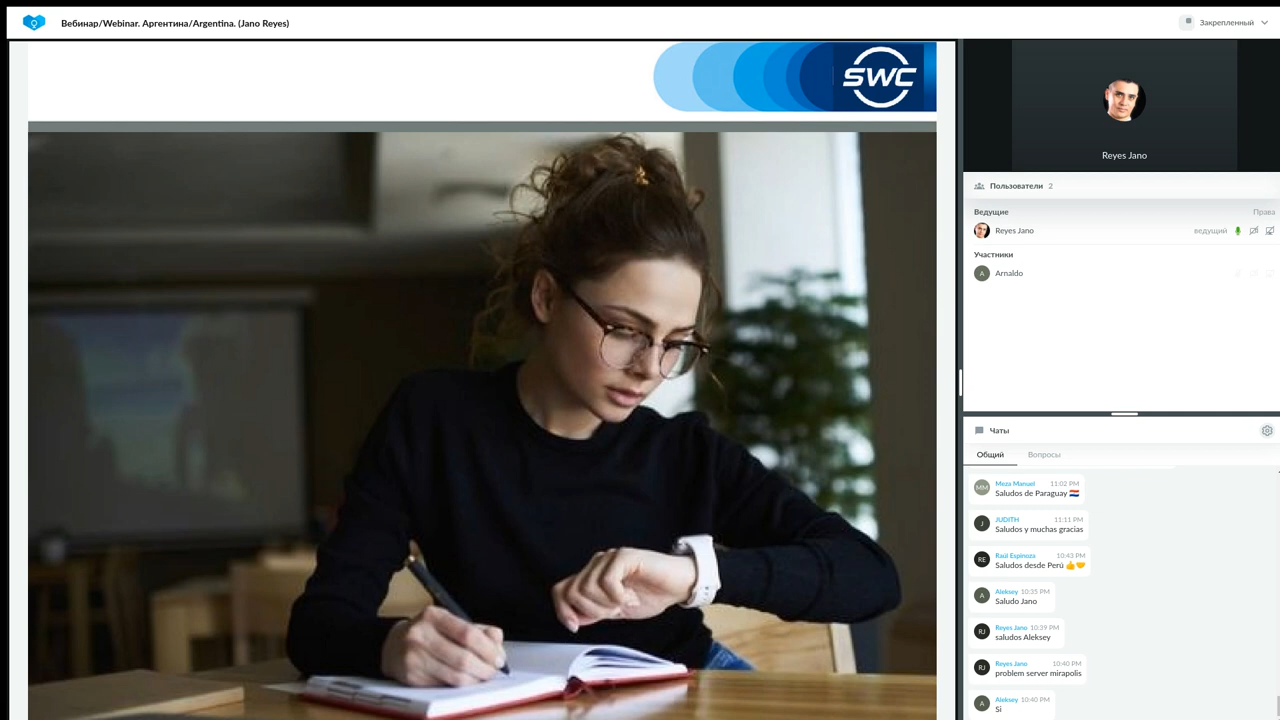 Вебинар/Webinar. Аргентина/Argentina. (Jano Reyes)
Закрепленный
SWC
Reyes Jano
Пользователи 2
Ведущие Права
Reyes Jano ведущий
Участники
A Arnaldo
Чаты
Общий Вопросы
MM Meza Manuel 11:02 PM
Saludos de Paraguay 🇵🇾
J JUDITH 11:11 PM
Saludos y muchas gracias
RE Raúl Espinoza 10:43 PM
Saludos desde Perú 👍🤝
A Aleksey 10:35 PM
Saludo Jano
RJ Reyes Jano 10:39 PM
saludos Aleksey
RJ Reyes Jano 10:40 PM
problem server mirapolis
A Aleksey 10:40 PM
Si